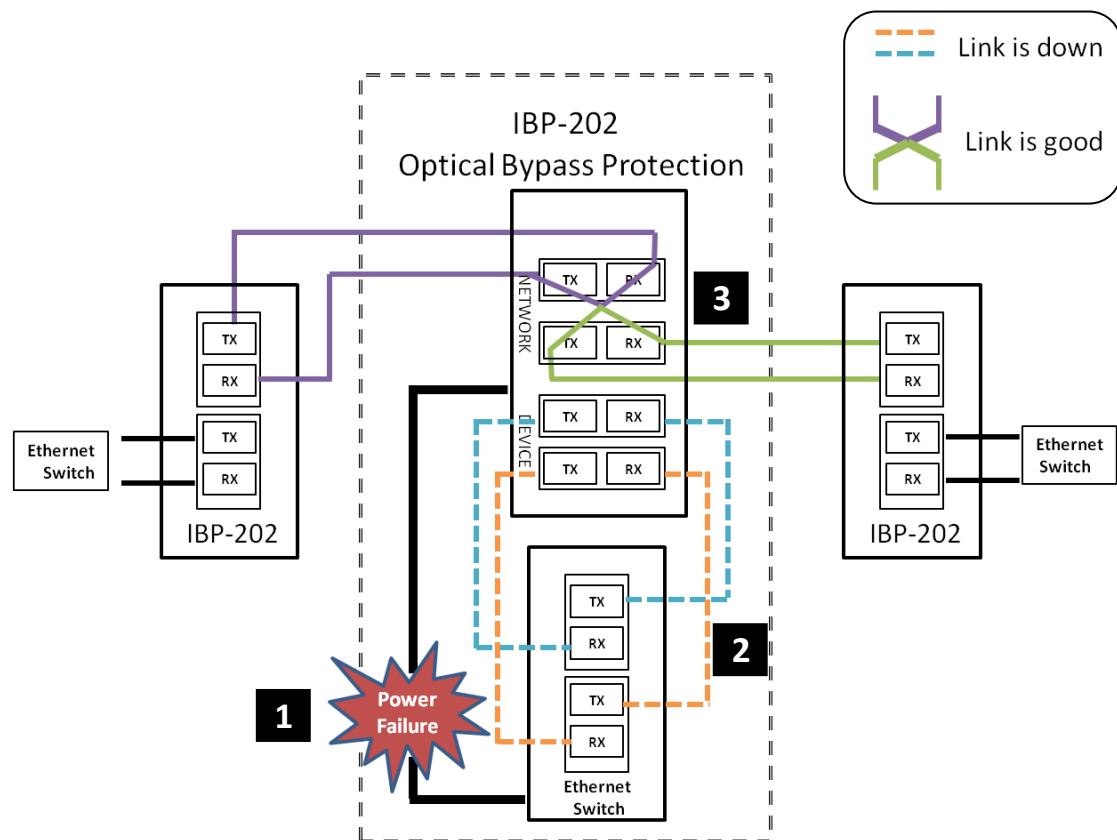 Link is down
Link is good
IBP-202
Optical Bypass Protection
NETWORK
TX
RX
TX
RX
3
DEVICE
TX
RX
TX
RX
TX
RX
TX
RX
IBP-202
Ethernet
Switch
TX
RX
TX
RX
IBP-202
Ethernet
Switch
1
Power
Failure
2
TX
RX
TX
RX
Ethernet
Switch